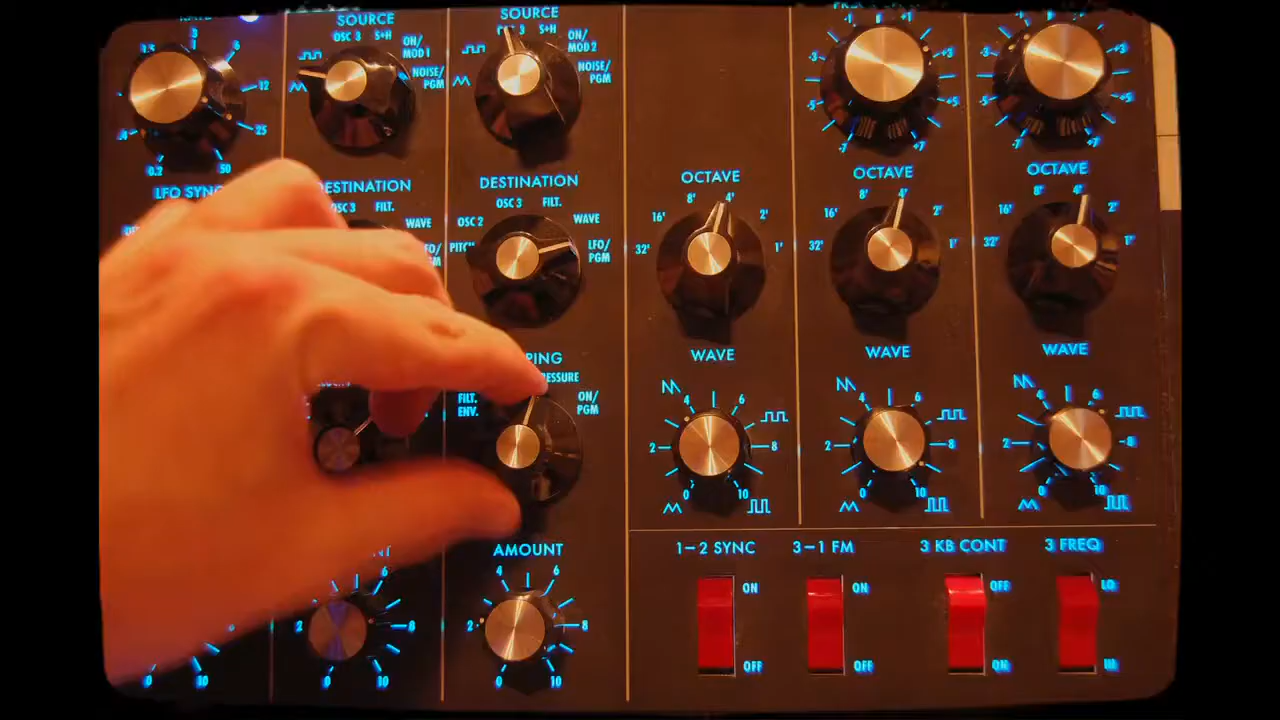 SOURCE
OSC 3 S+H
ON/
MOD 1
NOISE/
PGM
SOURCE
3 S+H
ON/
MOD 2
NOISE/
PGM
3
6
12
25
50
0.2
-1 +1
+3
-5 +5
-7 +7
+3
-5 +5
-7 +7
LFO SYNC
DESTINATION
OSC 3 FILT.
WAVE
DESTINATION
OSC 3 FILT.
OSC 2 WAVE
PITCH LFO/
PGM
OCTAVE
8' 4'
16' 2'
32' 1'
OCTAVE
8' 4'
16' 2'
32' 1'
OCTAVE
8' 4'
16' 2'
32' 1'
FILT.
ENV.
ON/
PGM
WAVE
4 6
2 8
0 10
WAVE
4 6
2 8
0 10
WAVE
6
2 8
0 10
6
2 8
0 10
AMOUNT
4 6
2 8
0 10
0 10
1–2 SYNC
ON
OFF
3–1 FM
ON
OFF
3 KB CONT
OFF
ON
3 FREQ
LO
HI